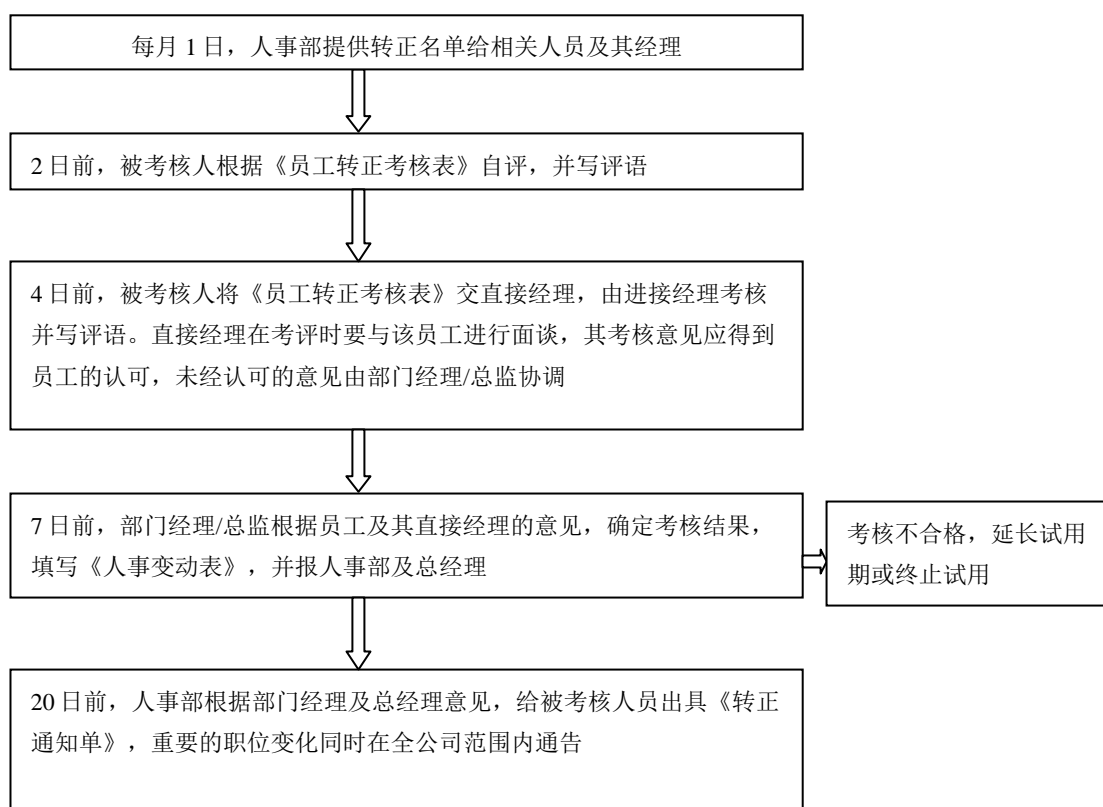 每月 1 日，人事部提供转正名单给相关人员及其经理
2 日前，被考核人根据《员工转正考核表》自评，并写评语
4 日前，被考核人将《员工转正考核表》交直接经理，由进接经理考核
并写评语。直接经理在考评时要与该员工进行面谈，其考核意见应得到
员工的认可，未经认可的意见由部门经理/总监协调
7 日前，部门经理/总监根据员工及其直接经理的意见，确定考核结果，
填写《人事变动表》，并报人事部及总经理
考核不合格，延长试用
期或终止试用
20 日前，人事部根据部门经理及总经理意见，给被考核人员出具《转正
通知单》，重要的职位变化同时在全公司范围内通告